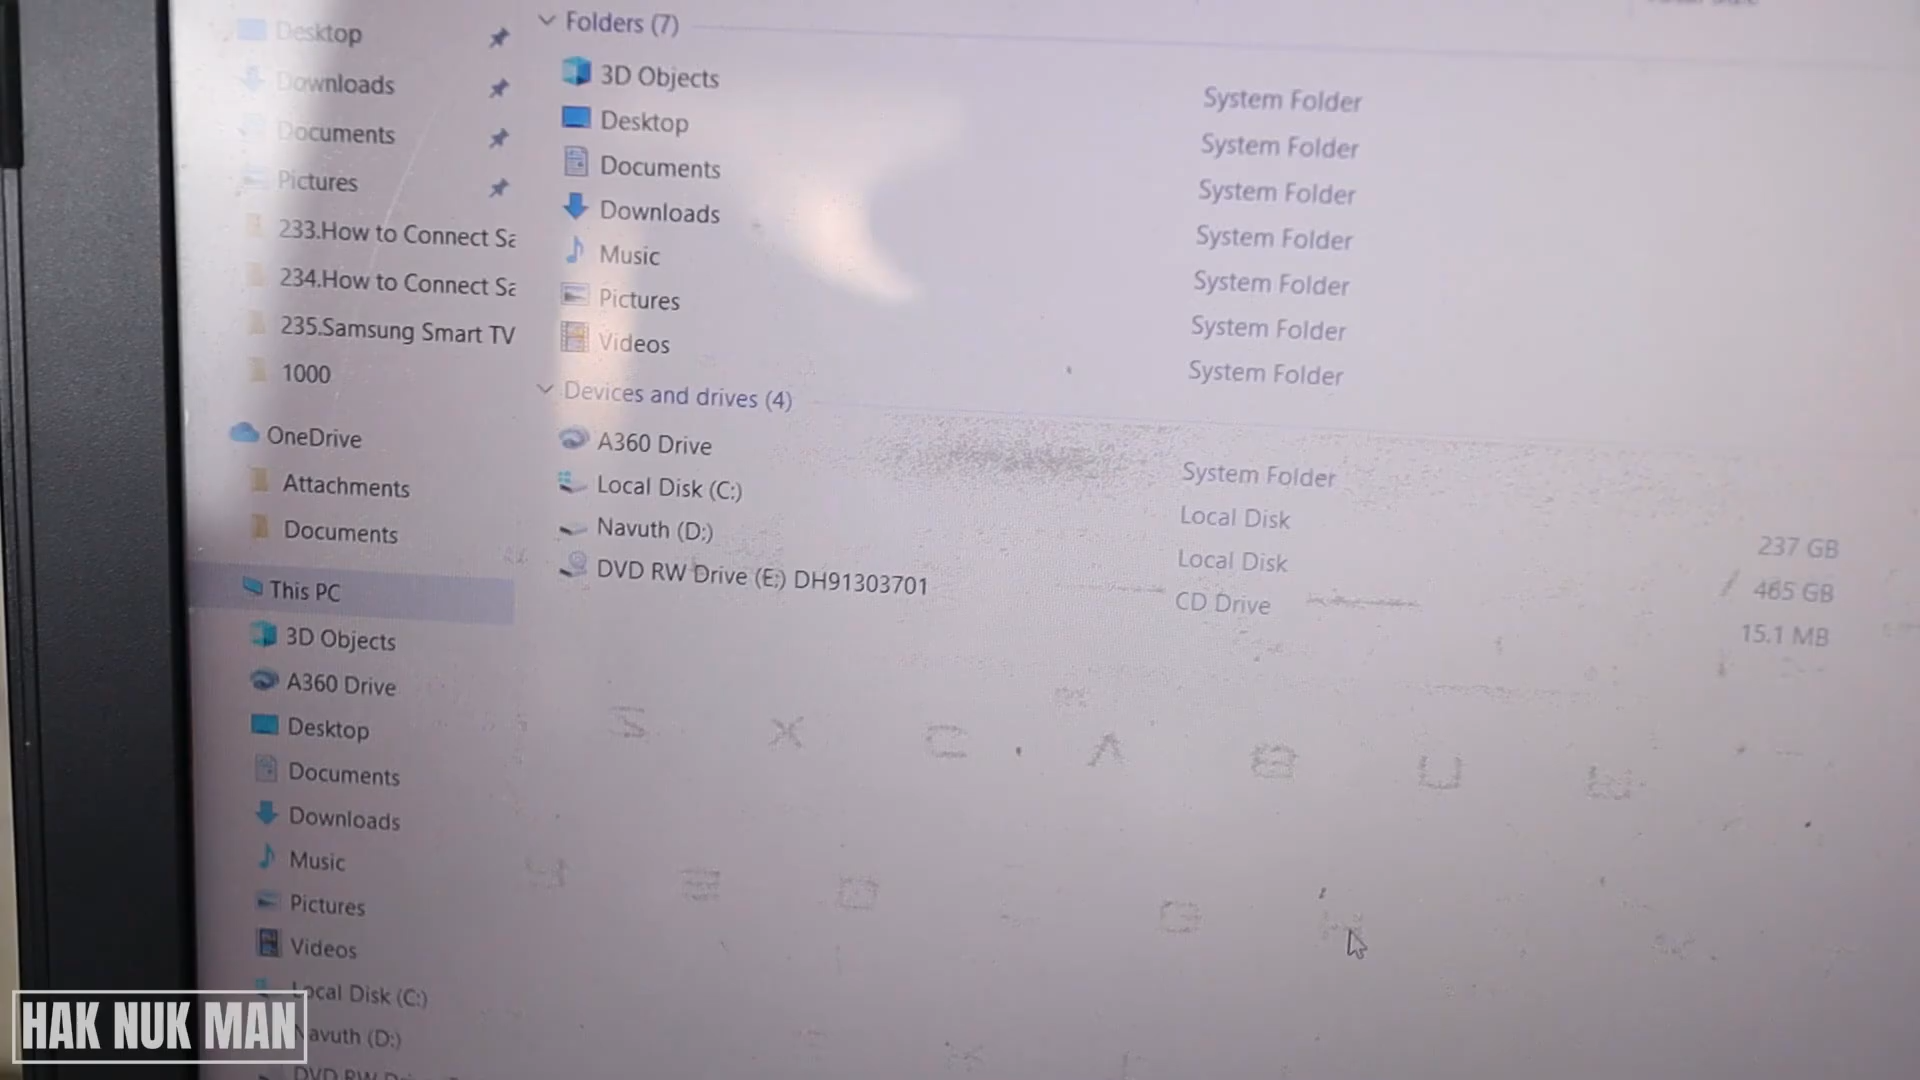 Desktop
Downloads
Documents
Pictures
233.How to Connect Sa
234.How to Connect Sa
235.Samsung Smart TV
1000
OneDrive
Attachments
Documents
This PC
3D Objects
A360 Drive
Desktop
Documents
Downloads
Music
Pictures
Videos
Local Disk (C:)
Navuth (D:)
Folders (7)
3D Objects System Folder
Desktop System Folder
Documents System Folder
Downloads System Folder
Music System Folder
Pictures System Folder
Videos System Folder
Devices and drives (4)
A360 Drive System Folder
Local Disk (C:) Local Disk 237 GB
Navuth (D:) Local Disk 465 GB
DVD RW Drive (E:) DH91303701 CD Drive 15.1 MB
HAK NUK MAN